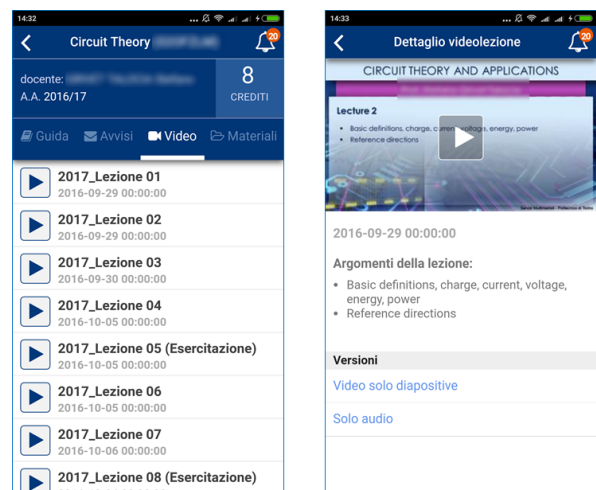 14:32
Circuit Theory
20
docente:
A.A. 2016/17
8
CREDITI
Guida
Avvisi
Video
Materiali
2017_Lezione 01
2016-09-29 00:00:00
2017_Lezione 02
2016-09-29 00:00:00
2017_Lezione 03
2016-09-30 00:00:00
2017_Lezione 04
2016-10-05 00:00:00
2017_Lezione 05 (Esercitazione)
2016-10-05 00:00:00
2017_Lezione 06
2016-10-05 00:00:00
2017_Lezione 07
2016-10-06 00:00:00
2017_Lezione 08 (Esercitazione)
14:33
Dettaglio videolezione
20
CIRCUIT THEORY AND APPLICATIONS
Lecture 2
• Basic definitions, charge, current, voltage, energy, power
• Reference directions
2016-09-29 00:00:00
Argomenti della lezione:
• Basic definitions, charge, current, voltage,
energy, power
• Reference directions
Versioni
Video solo diapositive
Solo audio